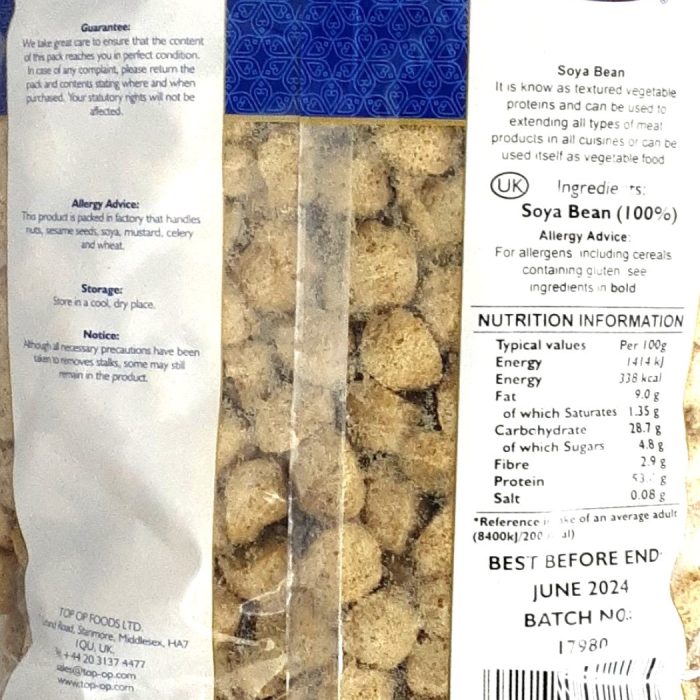 Guarantee:
We take great care to ensure that the content
of this pack reaches you in perfect condition.
In case of any complaint, please return the
pack and contents stating where and when
purchased. Your statutory rights will not be
affected.
Allergy Advice:
This product is packed in factory that handles
nuts, sesame seeds, soya, mustard, celery
and wheat.
Storage:
Store in a cool, dry place.
Notice:
Although all necessary precautions have been
taken to removes stalks, some may still
remain in the product.
TOP OP FOODS LTD.
Road, Stanmore, Middlesex, HA7
1QU, UK.
+44 20 3137 4477
sales@top-op.com
www.top-op.com
Soya Bean
It is know as textured vegetable
proteins and can be used to
extending all types of meat
products in all cuisines or can be
used itself as vegetable food
UK
Soya Bean (100%)
Allergy Advice:
For allergens including cereals
containing gluten see
ingredients in bold
NUTRITION INFORMATION
Typical values Per 100g
Energy 1414 kJ
Energy 338 kcal
Fat 9.0 g
of which Saturates 1.35 g
Carbohydrate 28.7 g
of which Sugars 4.8 g
Fibre 2.9 g
Protein g
Salt 0.08 g
*Reference of an average adult
BEST BEFORE END:
JUNE 2024
BATCH NO.:
17980